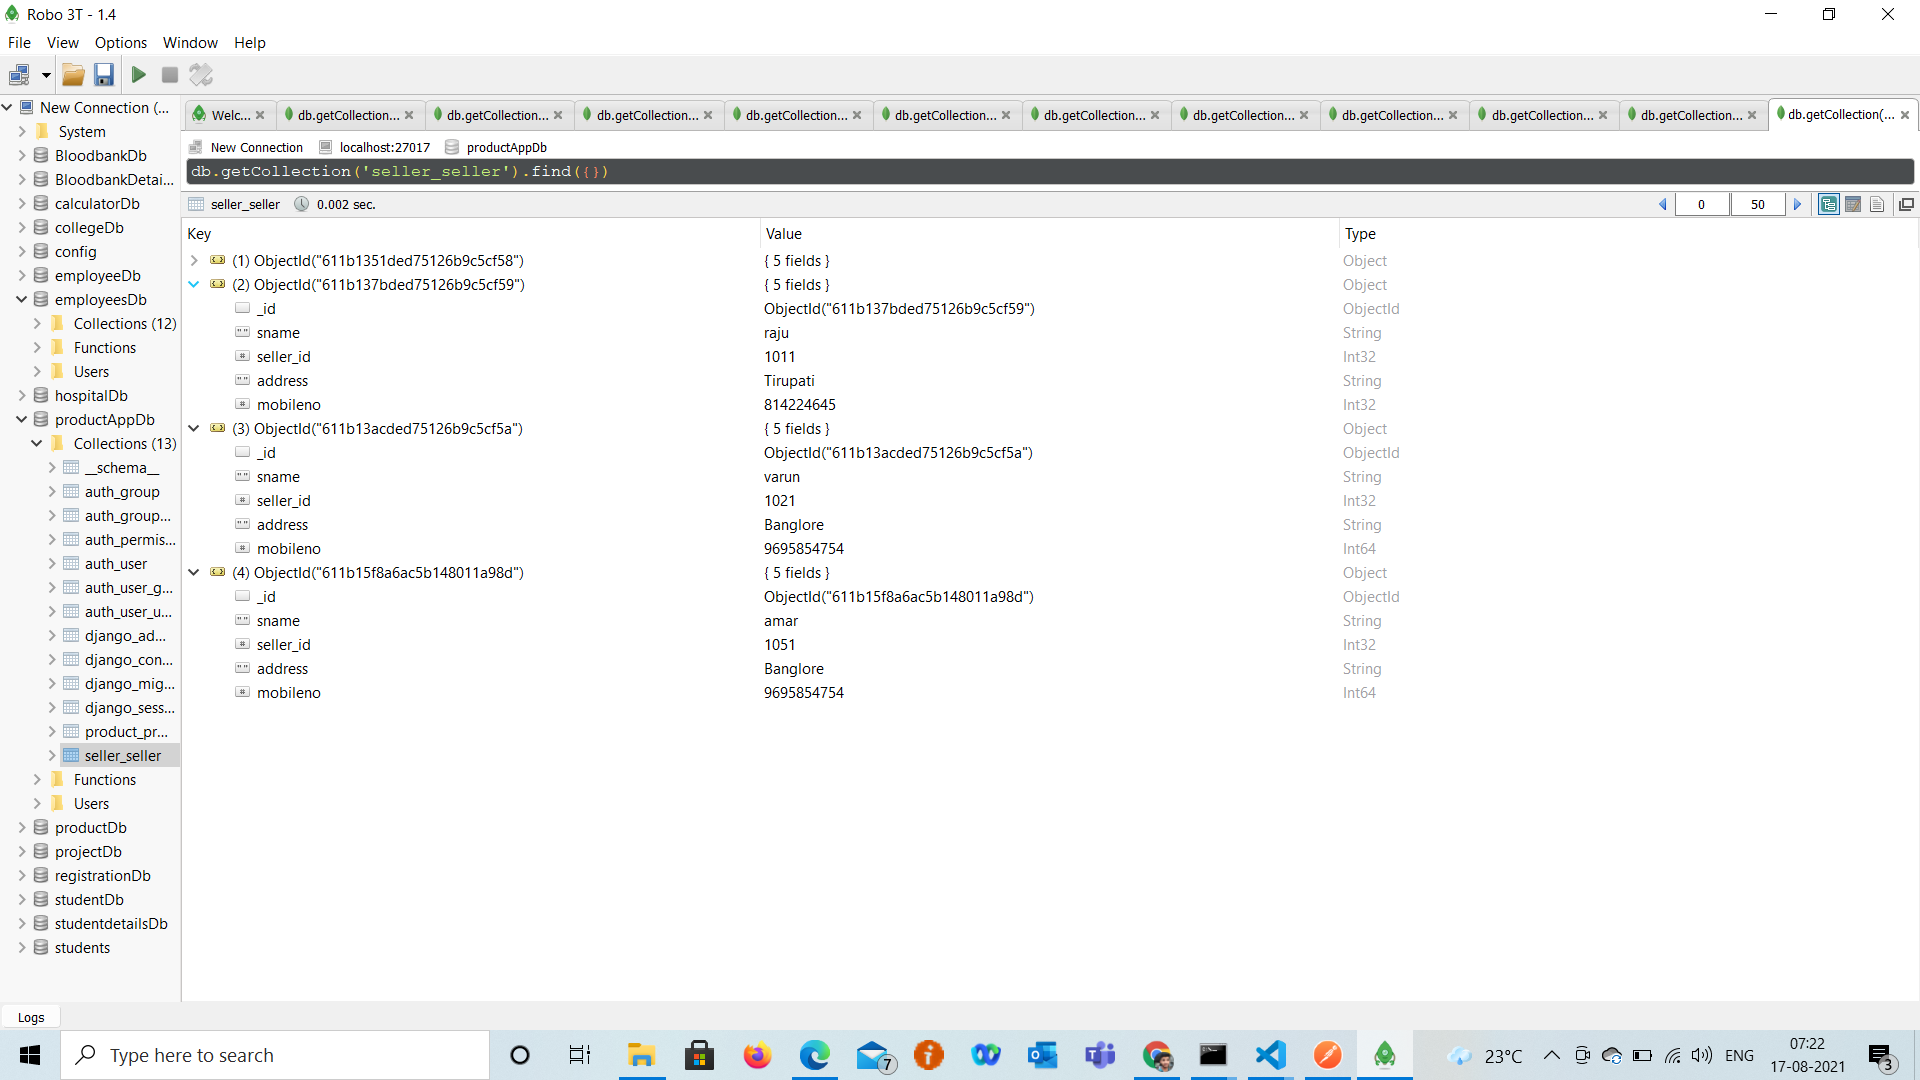 Robo 3T - 1.4
File View Options Window Help
New Connection (...
System
BloodbankDb
BloodbankDetai...
calculatorDb
collegeDb
config
employeeDb
employeesDb
Collections (12)
Functions
Users
hospitalDb
productAppDb
Collections (13)
__schema__
auth_group
auth_group...
auth_permis...
auth_user
auth_user_g...
auth_user_u...
django_ad...
django_con...
django_mig...
django_sess...
product_pr...
seller_seller
Functions
Users
productDb
projectDb
registrationDb
studentDb
studentdetailsDb
students
Welc... db.getCollection... db.getCollection... db.getCollection... db.getCollection... db.getCollection... db.getCollection... db.getCollection... db.getCollection... db.getCollection... db.getCollection... db.getCollection(...
New Connection localhost:27017 productAppDb
db.getCollection('seller_seller').find({})
seller_seller 0.002 sec. 0 50
Key Value Type
(1) ObjectId("611b1351ded75126b9c5cf58") { 5 fields } Object
(2) ObjectId("611b137bded75126b9c5cf59") { 5 fields } Object
_id ObjectId("611b137bded75126b9c5cf59") ObjectId
sname raju String
seller_id 1011 Int32
address Tirupati String
mobileno 814224645 Int32
(3) ObjectId("611b13acded75126b9c5cf5a") { 5 fields } Object
_id ObjectId("611b13acded75126b9c5cf5a") ObjectId
sname varun String
seller_id 1021 Int32
address Banglore String
mobileno 9695854754 Int64
(4) ObjectId("611b15f8a6ac5b148011a98d") { 5 fields } Object
_id ObjectId("611b15f8a6ac5b148011a98d") ObjectId
sname amar String
seller_id 1051 Int32
address Banglore String
mobileno 9695854754 Int64
Logs
Type here to search 7 23°C ENG 07:22 3
17-08-2021